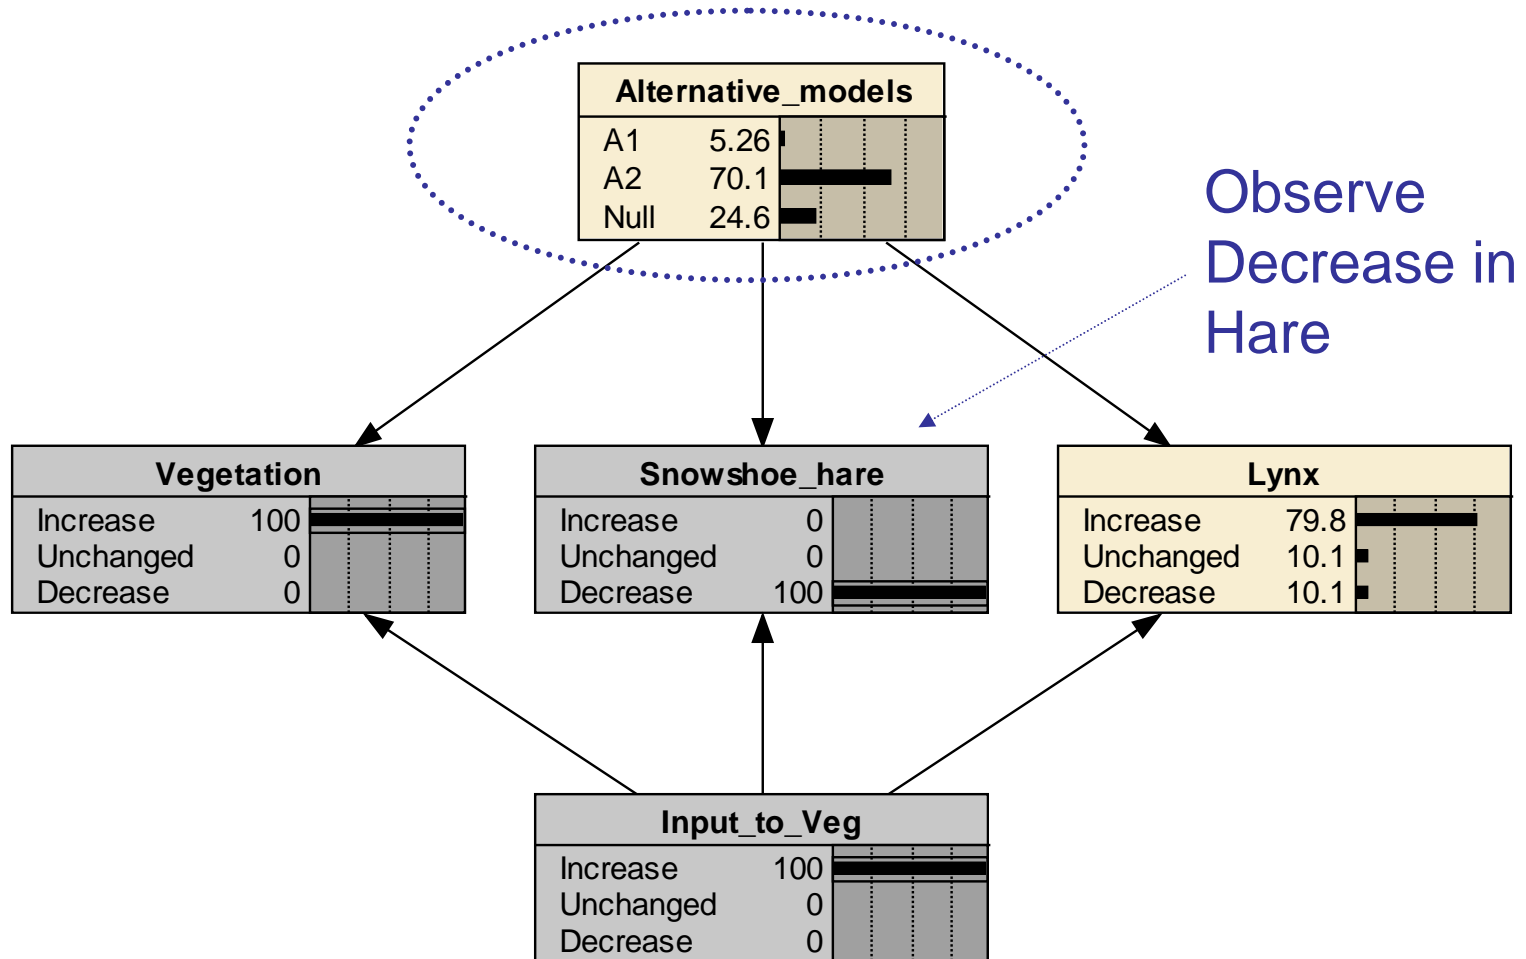 Alternative_models
A1 5.26
A2 70.1
Null 24.6
Observe
Decrease in
Hare
Vegetation
Increase 100
Unchanged 0
Decrease 0
Snowshoe_hare
Increase 0
Unchanged 0
Decrease 100
Lynx
Increase 79.8
Unchanged 10.1
Decrease 10.1
Input_to_Veg
Increase 100
Unchanged 0
Decrease 0